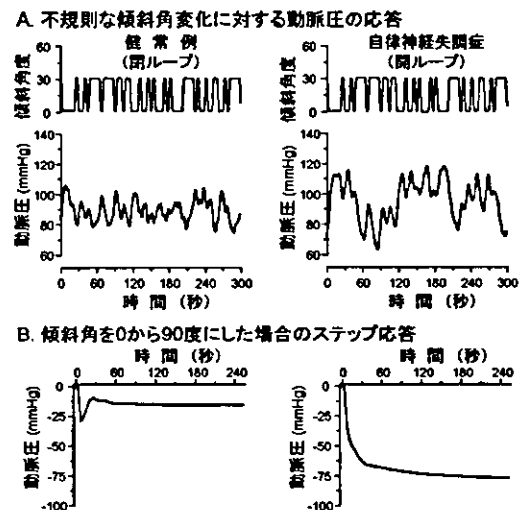 A. 不規則な傾斜角変化に対する動脈圧の応答
健常例
(閉ループ)
傾斜角度
60
30
0
動脈圧 (mmHg)
140
120
100
80
60
0 60 120 180 240 300
時間 (秒)
自律神経失調症
(開ループ)
傾斜角度
60
30
0
動脈圧 (mmHg)
140
120
100
80
60
0 60 120 180 240 300
時間 (秒)
B. 傾斜角を0から90度にした場合のステップ応答
時間 (秒)
0 60 120 180 240
動脈圧 (mmHg)
0
-25
-50
-75
-100
時間 (秒)
0 60 120 180 240
動脈圧 (mmHg)
0
-25
-50
-75
-100